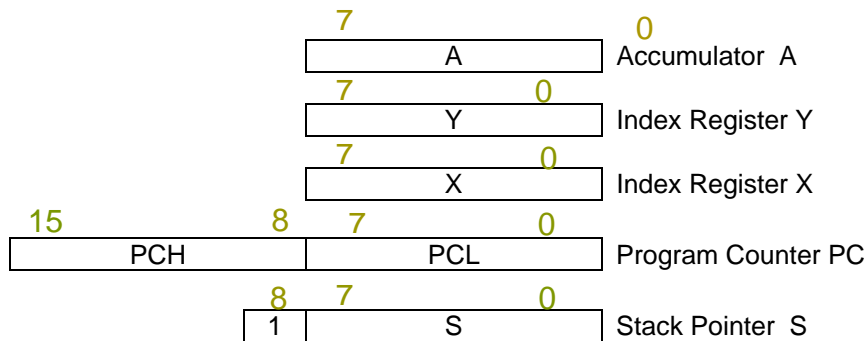 7 0
A Accumulator A
7 0
Y Index Register Y
7 0
X Index Register X
15 8 7 0
PCH PCL Program Counter PC
8 7 0
1 S Stack Pointer S